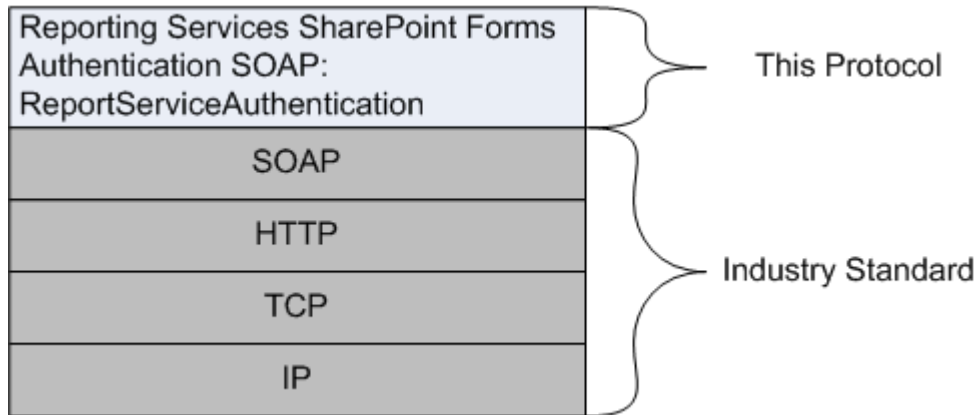 Reporting Services SharePoint Forms
Authentication SOAP:
ReportServiceAuthentication
This Protocol
SOAP
HTTP
TCP
IP
Industry Standard